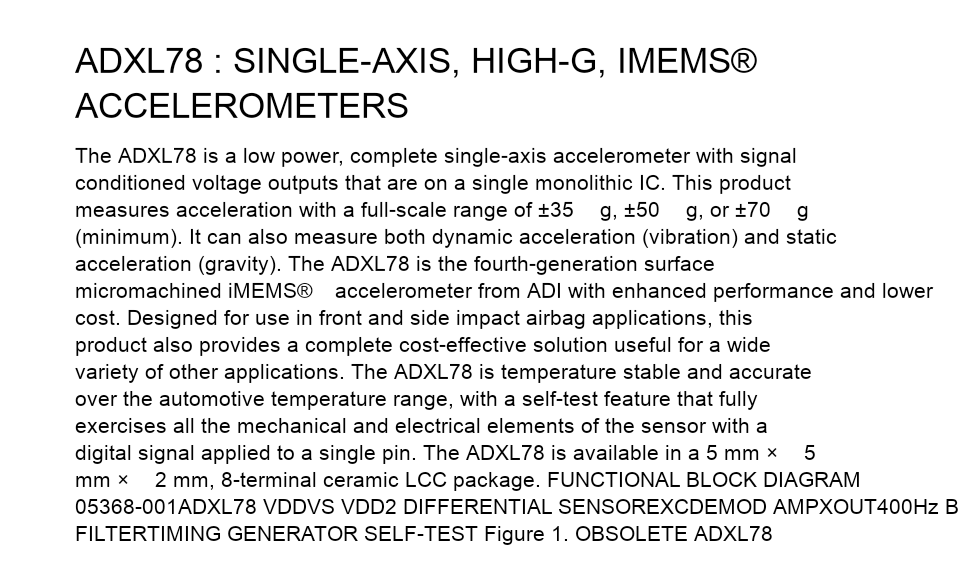 ADXL78 : SINGLE-AXIS, HIGH-G, IMEMS®
ACCELEROMETERS
The ADXL78 is a low power, complete single-axis accelerometer with signal
conditioned voltage outputs that are on a single monolithic IC. This product
measures acceleration with a full-scale range of ±35 g, ±50 g, or ±70 g
(minimum). It can also measure both dynamic acceleration (vibration) and static
acceleration (gravity). The ADXL78 is the fourth-generation surface
micromachined iMEMS® accelerometer from ADI with enhanced performance and lower
cost. Designed for use in front and side impact airbag applications, this
product also provides a complete cost-effective solution useful for a wide
variety of other applications. The ADXL78 is temperature stable and accurate
over the automotive temperature range, with a self-test feature that fully
exercises all the mechanical and electrical elements of the sensor with a
digital signal applied to a single pin. The ADXL78 is available in a 5 mm × 5
mm × 2 mm, 8-terminal ceramic LCC package. FUNCTIONAL BLOCK DIAGRAM
05368-001ADXL78 VDDVS VDD2 DIFFERENTIAL SENSOREXCDEMOD AMPXOUT400Hz B
FILTERTIMING GENERATOR SELF-TEST Figure 1. OBSOLETE ADXL78